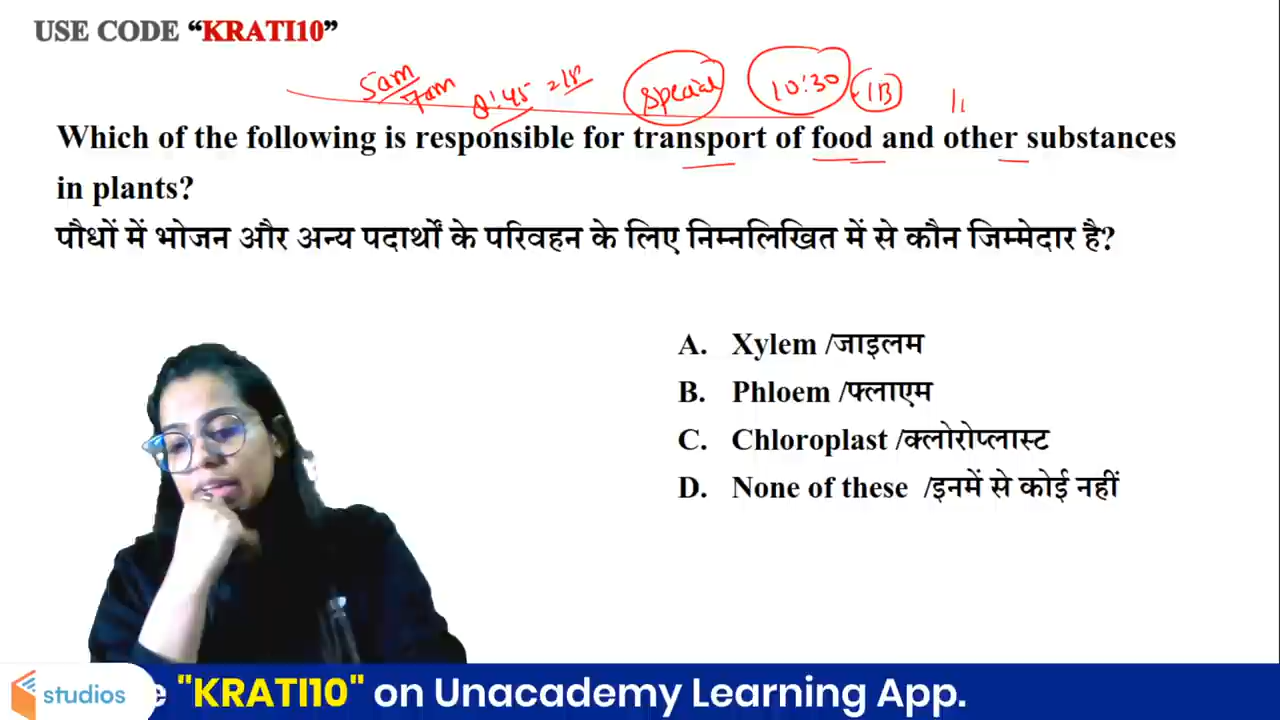 USE CODE “KRATI10”
5am
7am
8:45
special
10:30
Which of the following is responsible for transport of food and other substances
in plants?
पौधों में भोजन और अन्य पदार्थों के परिवहन के लिए निम्नलिखित में से कौन जिम्मेदार है?
A. Xylem /जाइलम
B. Phloem /फ्लाएम
C. Chloroplast /क्लोरोप्लास्ट
D. None of these /इनमें से कोई नहीं
studios
"KRATI10" on Unacademy Learning App.